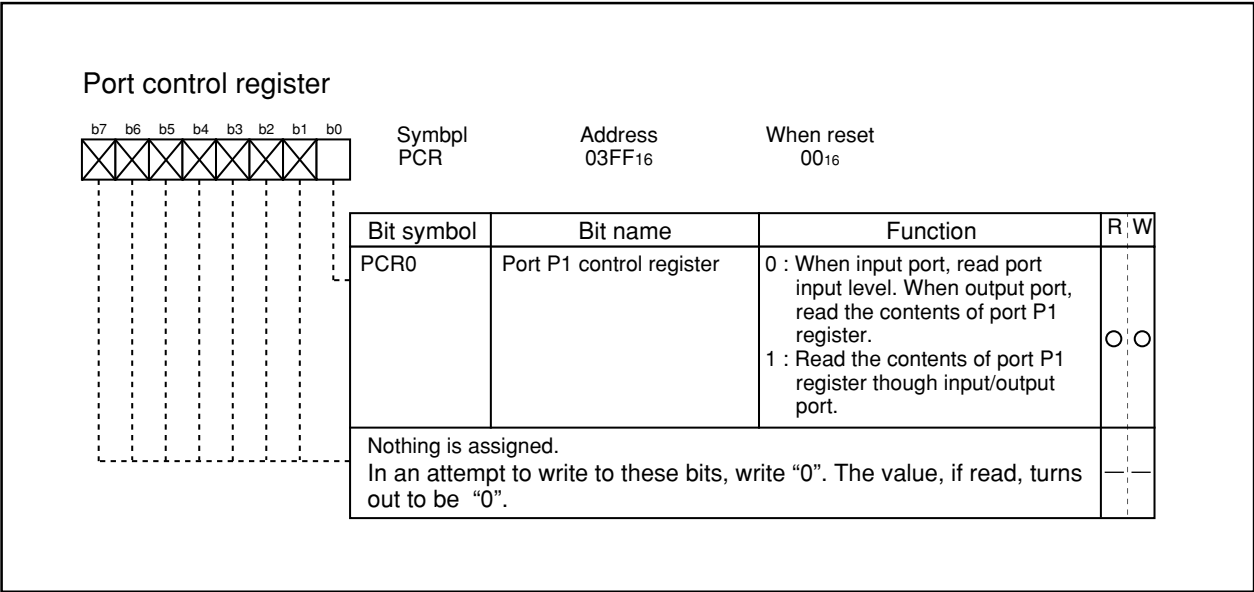 Port control register
b7 b6 b5 b4 b3 b2 b1 b0
Symbpl Address When reset
PCR 03FF16 0016
Bit symbol Bit name Function R W
PCR0 Port P1 control register 0 : When input port, read port
input level. When output port,
read the contents of port P1
register.
1 : Read the contents of port P1
register though input/output
port.
Nothing is assigned.
In an attempt to write to these bits, write “0”. The value, if read, turns
out to be “0”.